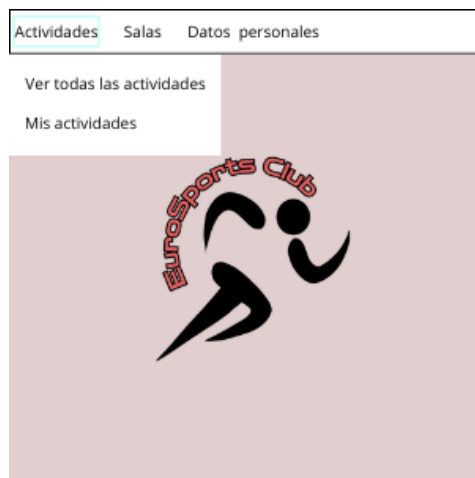 Actividades Salas Datos personales
Ver todas las actividades
Mis actividades
EuroSports Club